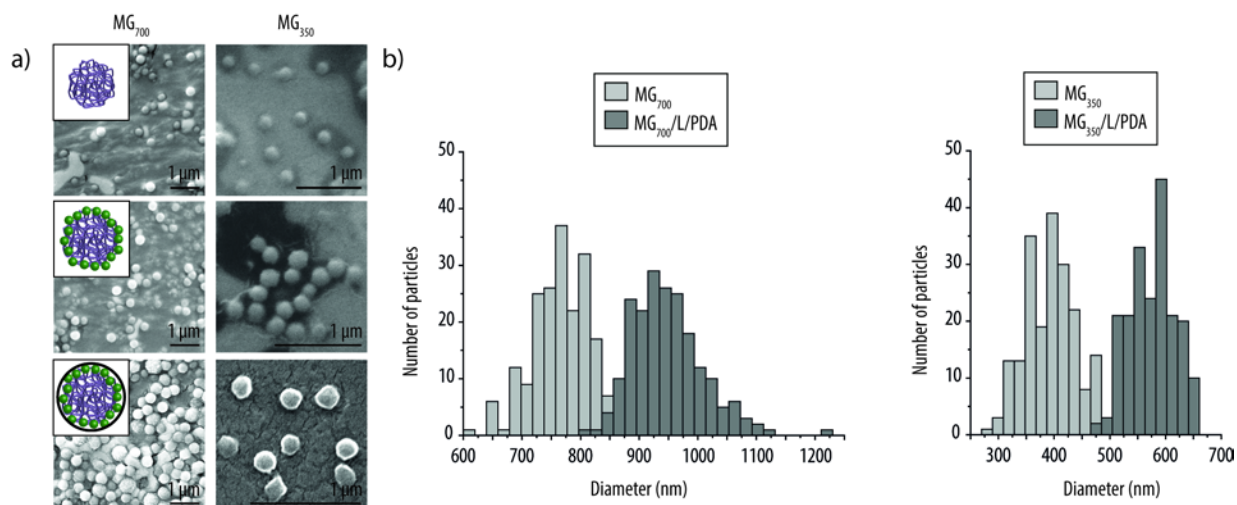 a)
MG700
MG350
1 µm
1 µm
1 µm
1 µm
1 µm
1 µm
b)
MG700
MG700/L/PDA
Number of particles
50
40
30
20
10
0
600
700
800
900
1000
1100
1200
Diameter (nm)
MG350
MG350/L/PDA
Number of particles
50
40
30
20
10
0
300
400
500
600
700
Diameter (nm)